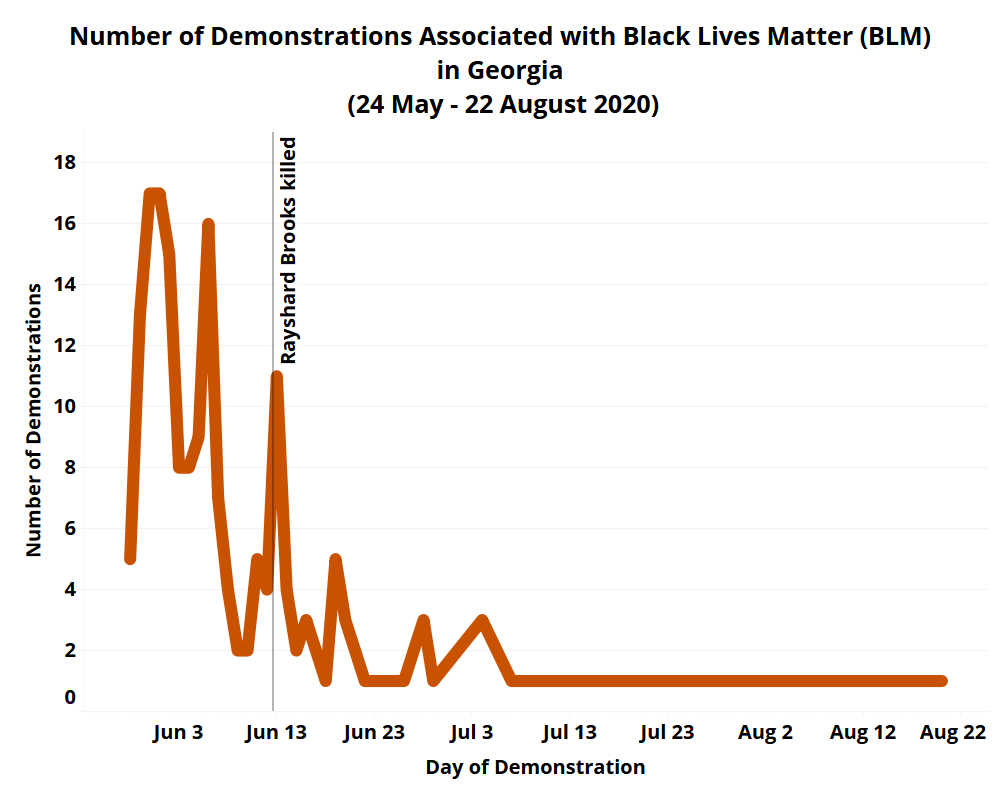 Number of Demonstrations Associated with Black Lives Matter (BLM)
in Georgia
(24 May - 22 August 2020)
Number of Demonstrations
18
16
14
12
10
8
6
4
2
0
Rayshard Brooks killed
Jun 3 Jun 13 Jun 23 Jul 3 Jul 13 Jul 23 Aug 2 Aug 12 Aug 22
Day of Demonstration